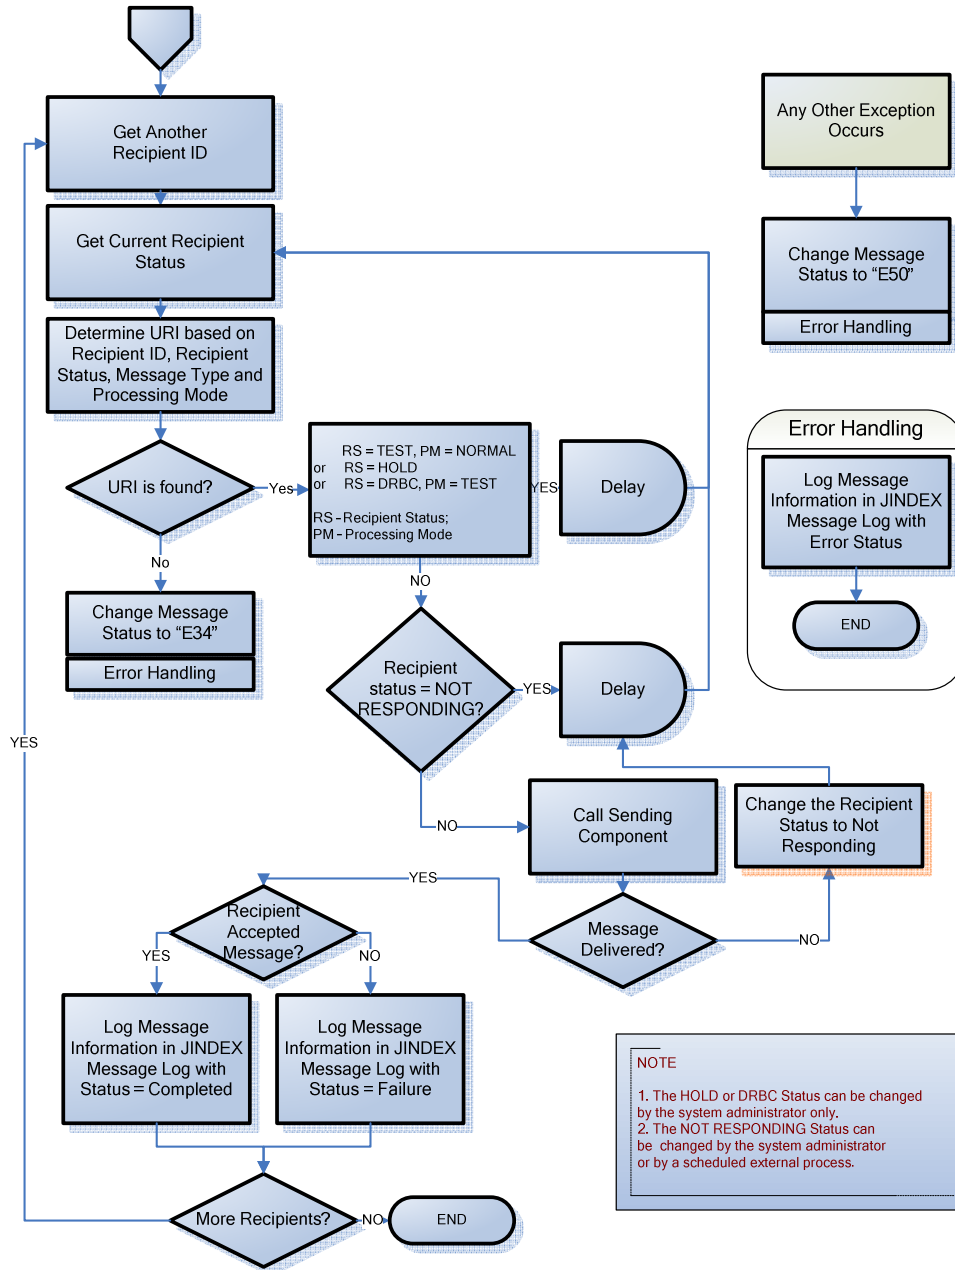 Get Another
Recipient ID
Any Other Exception
Occurs
Get Current Recipient
Status
Change Message
Status to “E50”
Error Handling
Determine URI based on
Recipient ID, Recipient
Status, Message Type and
Processing Mode
URI is found?
Yes
RS = TEST, PM = NORMAL
or RS = HOLD
or RS = DRBC, PM = TEST
RS – Recipient Status;
PM – Processing Mode
YES
Delay
Error Handling
Log Message
Information in JINDEX
Message Log with
Error Status
END
No
NO
Change Message
Status to “E34”
Error Handling
Recipient
status = NOT
RESPONDING?
YES
Delay
YES
NO
Call Sending
Component
Change the Recipient
Status to Not
Responding
YES
Recipient
Accepted
Message?
Message
Delivered?
NO
YES
NO
Log Message
Information in JINDEX
Message Log with
Status = Completed
Log Message
Information in JINDEX
Message Log with
Status = Failure
NOTE
1. The HOLD or DRBC Status can be changed
by the system administrator only.
2. The NOT RESPONDING Status can
be changed by the system administrator
or by a scheduled external process.
More Recipients?
NO
END